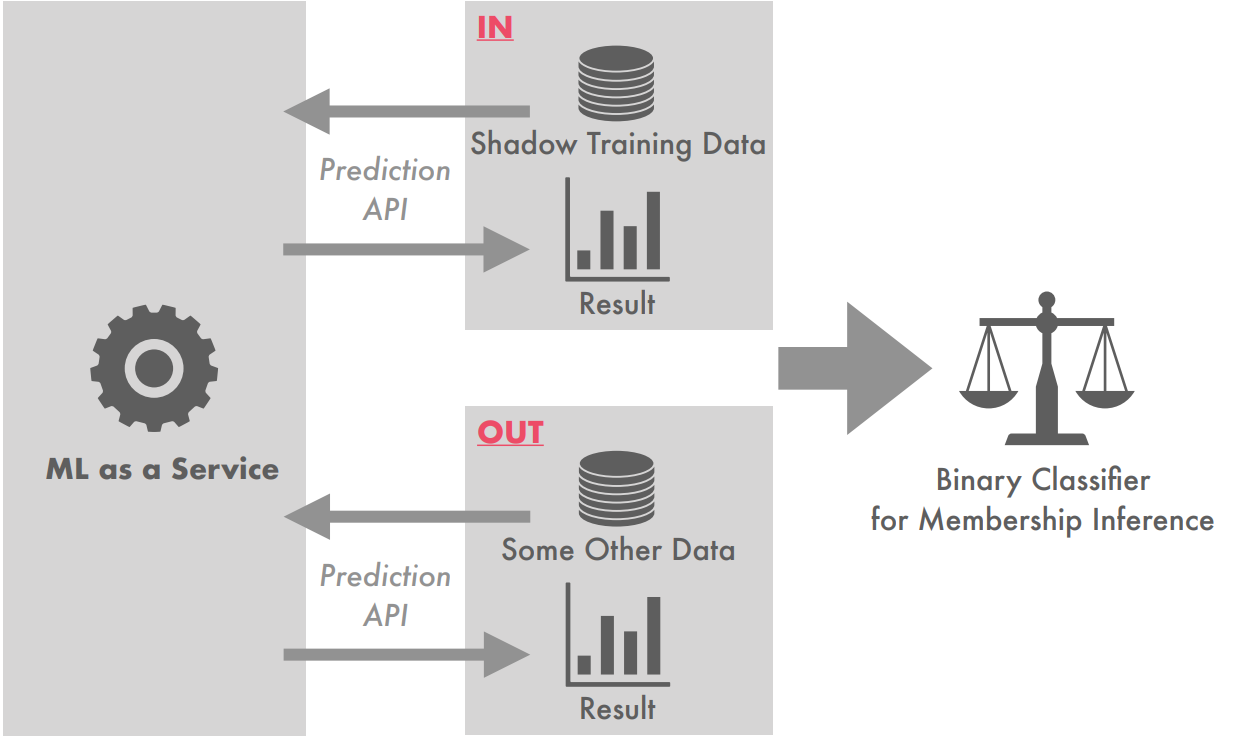 IN
Shadow Training Data
Prediction
API
Result
ML as a Service
OUT
Some Other Data
Prediction
API
Result
Binary Classifier
for Membership Inference